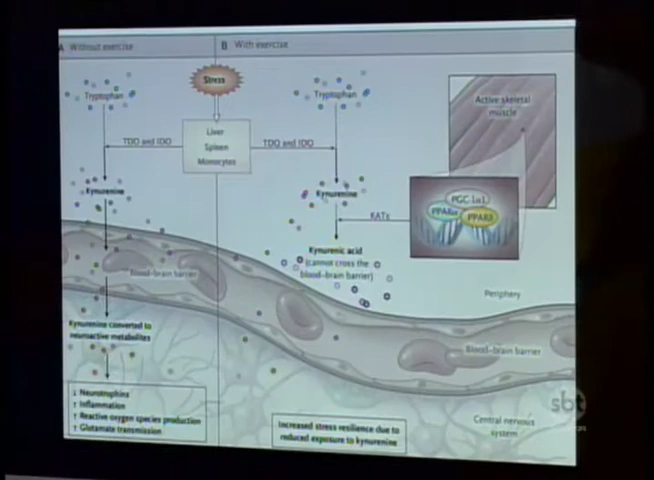 A Without exercise
B With exercise
Stress
Tryptophan
Tryptophan
Active skeletal
muscle
Liver
Spleen
Monocytes
TDO and IDO
TDO and IDO
Kynurenine
Kynurenine
PGC-1α1
PPARα
PPARδ
KATs
Kynurenic acid
(cannot cross the
blood–brain barrier)
Blood–brain barrier
Periphery
Kynurenine converted to
neuroactive metabolites
Blood–brain barrier
↓ Neurotrophins
↑ Inflammation
↑ Reactive oxygen species production
↑ Glutamate transmission
Increased stress resilience due to
reduced exposure to kynurenine
Central nervous
system
sbt